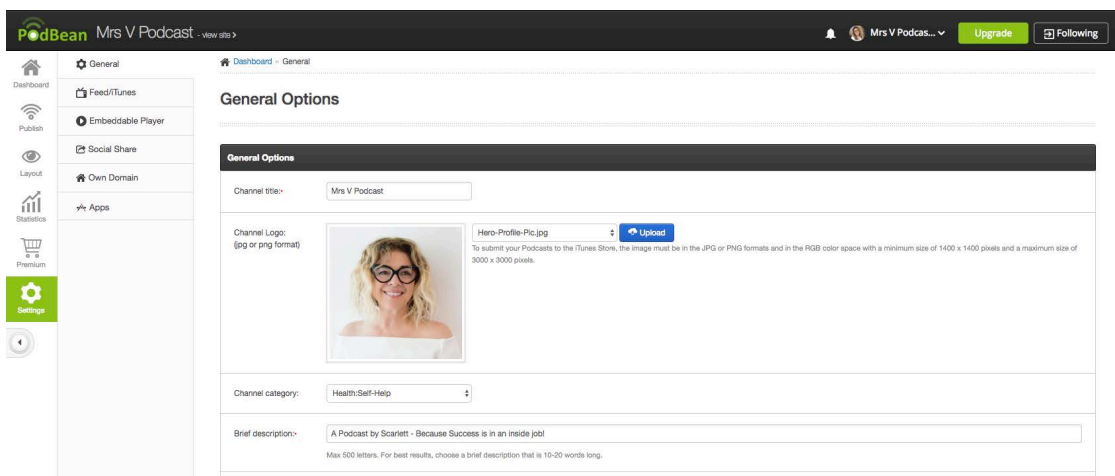 PodBean Mrs V Podcast - view site >
Mrs V Podcas...
Upgrade
Following
Dashboard
Publish
Layout
Statistics
Premium
Settings
General
Feed/iTunes
Embeddable Player
Social Share
Own Domain
Apps
Dashboard » General
General Options
General Options
Channel title:*
Mrs V Podcast
Channel Logo:
(jpg or png format)
Hero-Profile-Pic.jpg
Upload
To submit your Podcasts to the iTunes Store, the image must be in the JPG or PNG formats and in the RGB color space with a minimum size of 1400 x 1400 pixels and a maximum size of
3000 x 3000 pixels.
Channel category:
Health:Self-Help
Brief description:*
A Podcast by Scarlett - Because Success is in an inside job!
Max 500 letters. For best results, choose a brief description that is 10-20 words long.